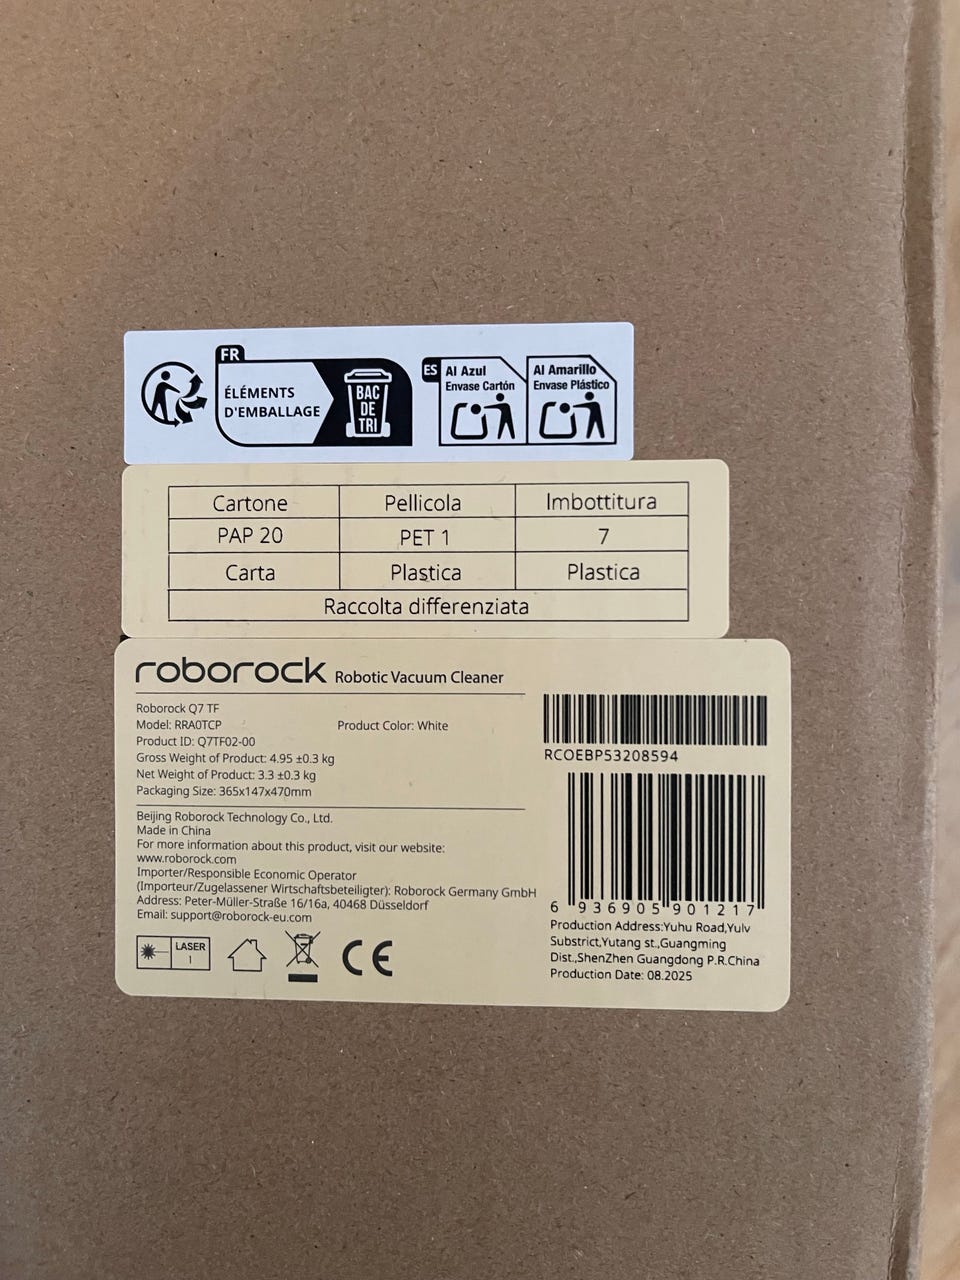 FR
ÉLÉMENTS
D'EMBALLAGE
BAC
DE
TRI
ES
Al Azul
Envase Cartón
Al Amarillo
Envase Plástico
Cartone Pellicola Imbottitura
PAP 20 PET 1 7
Carta Plastica Plastica
Raccolta differenziata
roborock Robotic Vacuum Cleaner
Roborock Q7 TF
Model: RRA0TCP Product Color: White
Product ID: Q7TF02-00
Gross Weight of Product: 4.95 ±0.3 kg
Net Weight of Product: 3.3 ±0.3 kg
Packaging Size: 365x147x470mm
Beijing Roborock Technology Co., Ltd.
Made in China
For more information about this product, visit our website:
www.roborock.com
Importer/Responsible Economic Operator
(Importeur/Zugelassener Wirtschaftsbeteiligter): Roborock Germany GmbH
Address: Peter-Müller-Straße 16/16a, 40468 Düsseldorf
Email: support@roborock-eu.com
LASER
1
CE
RCOEBP53208594
6 936905 901217
Production Address:Yuhu Road,Yulv
Substrict,Yutang st.,Guangming
Dist.,ShenZhen Guangdong P.R.China
Production Date: 08.2025